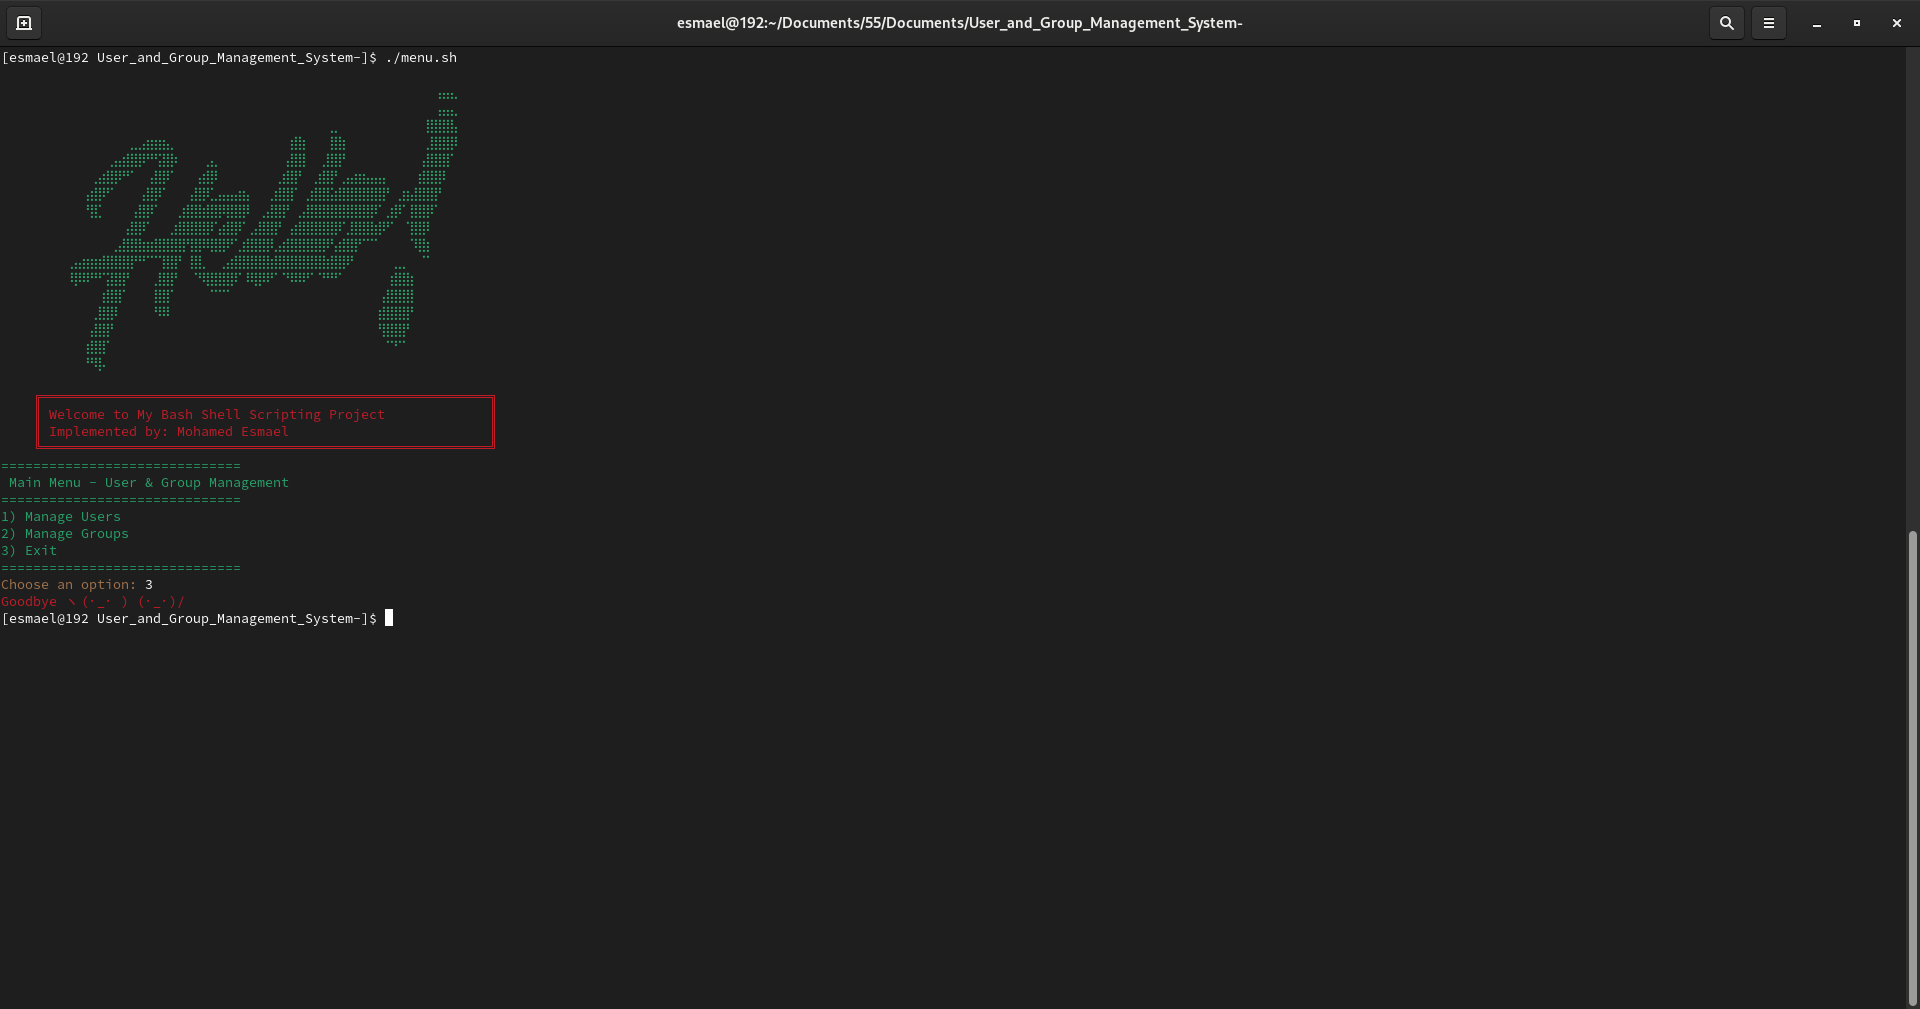 esmael@192:~/Documents/55/Documents/User_and_Group_Management_System-
[esmael@192 User_and_Group_Management_System-]$ ./menu.sh
Hello!
Welcome to My Bash Shell Scripting Project
Implemented by: Mohamed Esmael
==============================
Main Menu - User & Group Management
==============================
1) Manage Users
2) Manage Groups
3) Exit
==============================
Choose an option: 3
Goodbye ヽ(·_· ) (·_·)/
[esmael@192 User_and_Group_Management_System-]$